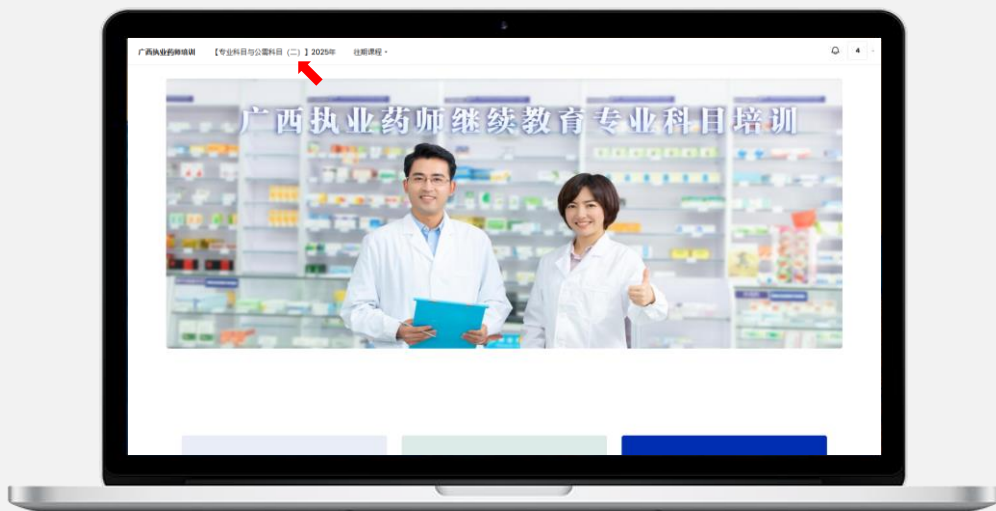 广西执业药师培训 【专业科目与公需科目（二）】2025年 往期课程
4
广西执业药师继续教育专业科目培训